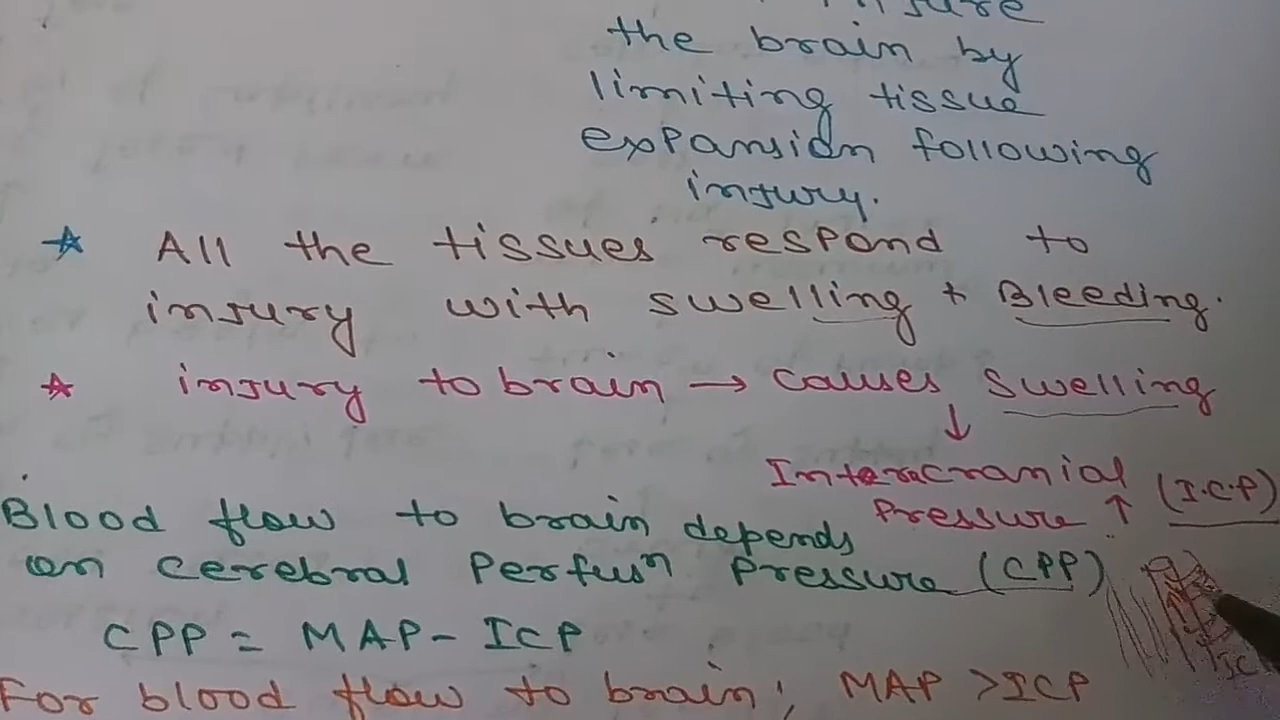 the brain by
limiting tissue
expansion following
injury.
All the tissues respond to
injury with swelling + Bleeding.
injury to brain → causes swelling
↓
Interacranial
Pressure ↑ (I.C.P)
Blood flow to brain depends
on cerebral Perfusn Pressure (CPP)
CPP = MAP - ICP
For blood flow to brain, MAP > ICP